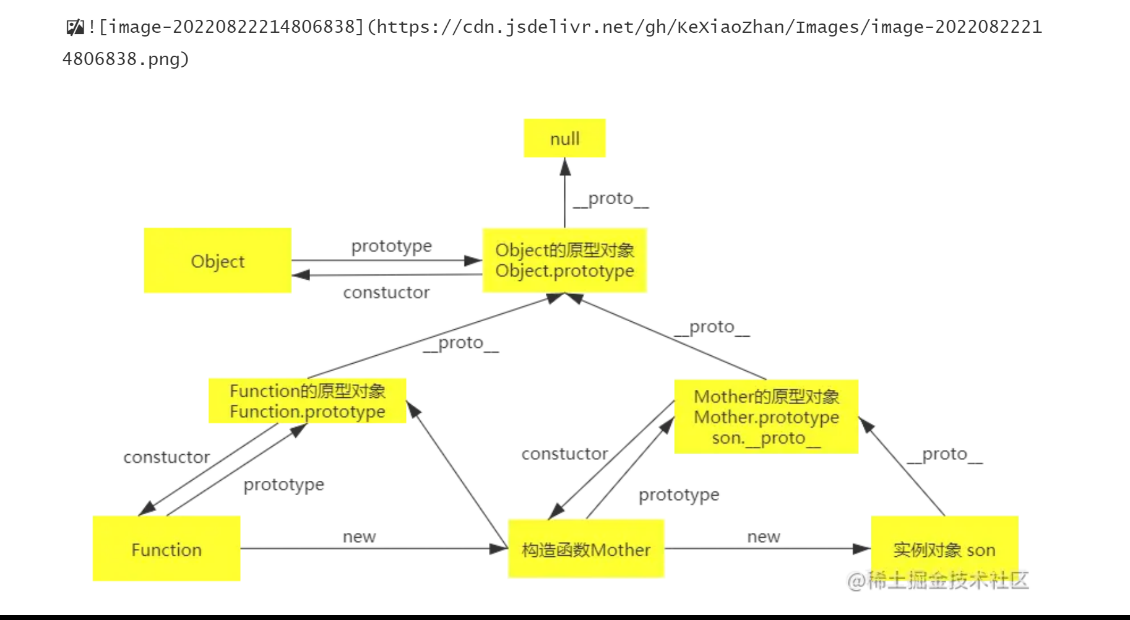 ![image-20220822214806838](https://cdn.jsdelivr.net/gh/KeXiaoZhan/Images/image-2022082221
4806838.png)
null
__proto__
Object
prototype
constuctor
Object的原型对象
Object.prototype
__proto__
__proto__
Function的原型对象
Function.prototype
Mother的原型对象
Mother.prototype
son.__proto__
constuctor
prototype
constuctor
prototype
__proto__
Function
new
构造函数Mother
new
实例对象 son
@稀土掘金技术社区